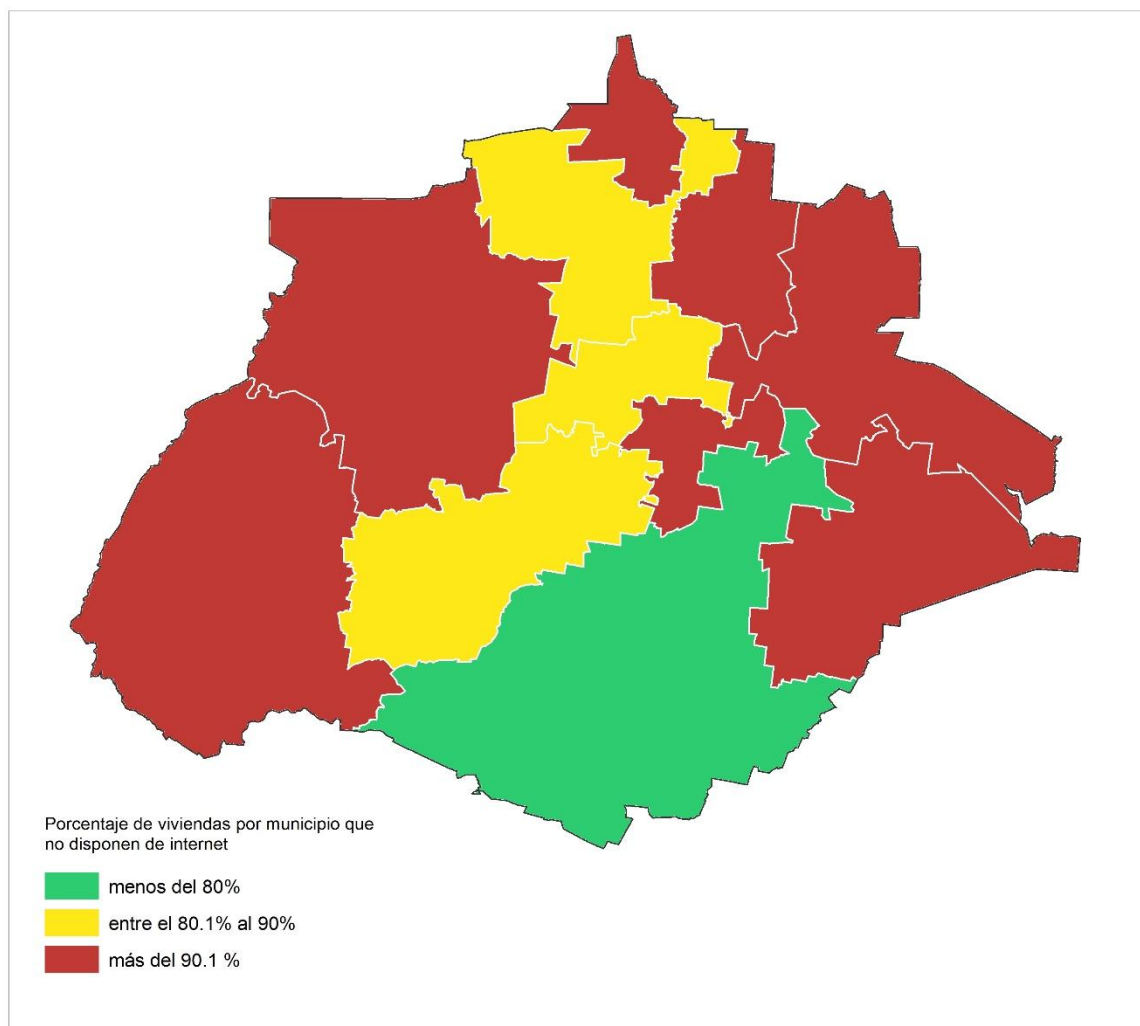 Porcentaje de viviendas por municipio que
no disponen de internet
menos del 80%
entre el 80.1% al 90%
más del 90.1 %